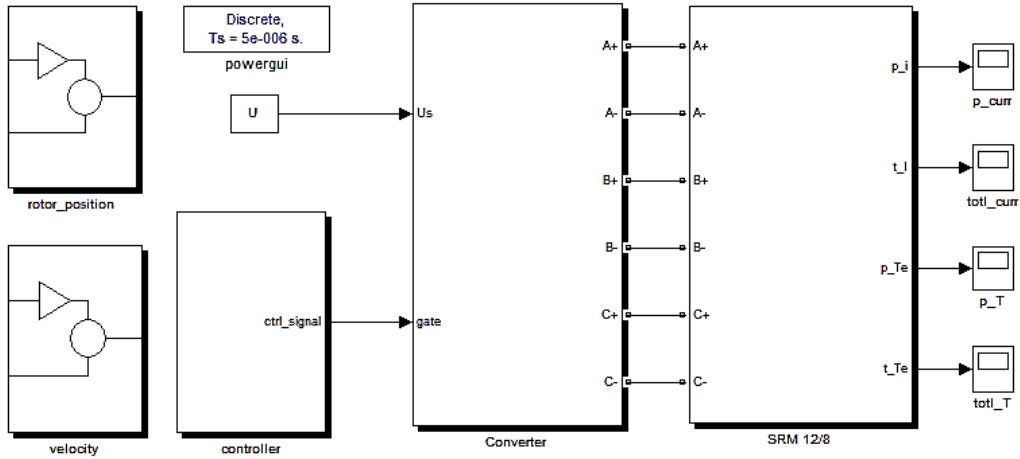 Discrete,
Ts = 5e-006 s.
powergui
rotor_position
velocity
U
ctrl_signal
controller
Us
gate
A+
A-
B+
B-
C+
C-
Converter
A+
A-
B+
B-
C+
C-
p_i
t_I
p_Te
t_Te
SRM 12/8
p_curr
totl_curr
p_T
totl_T